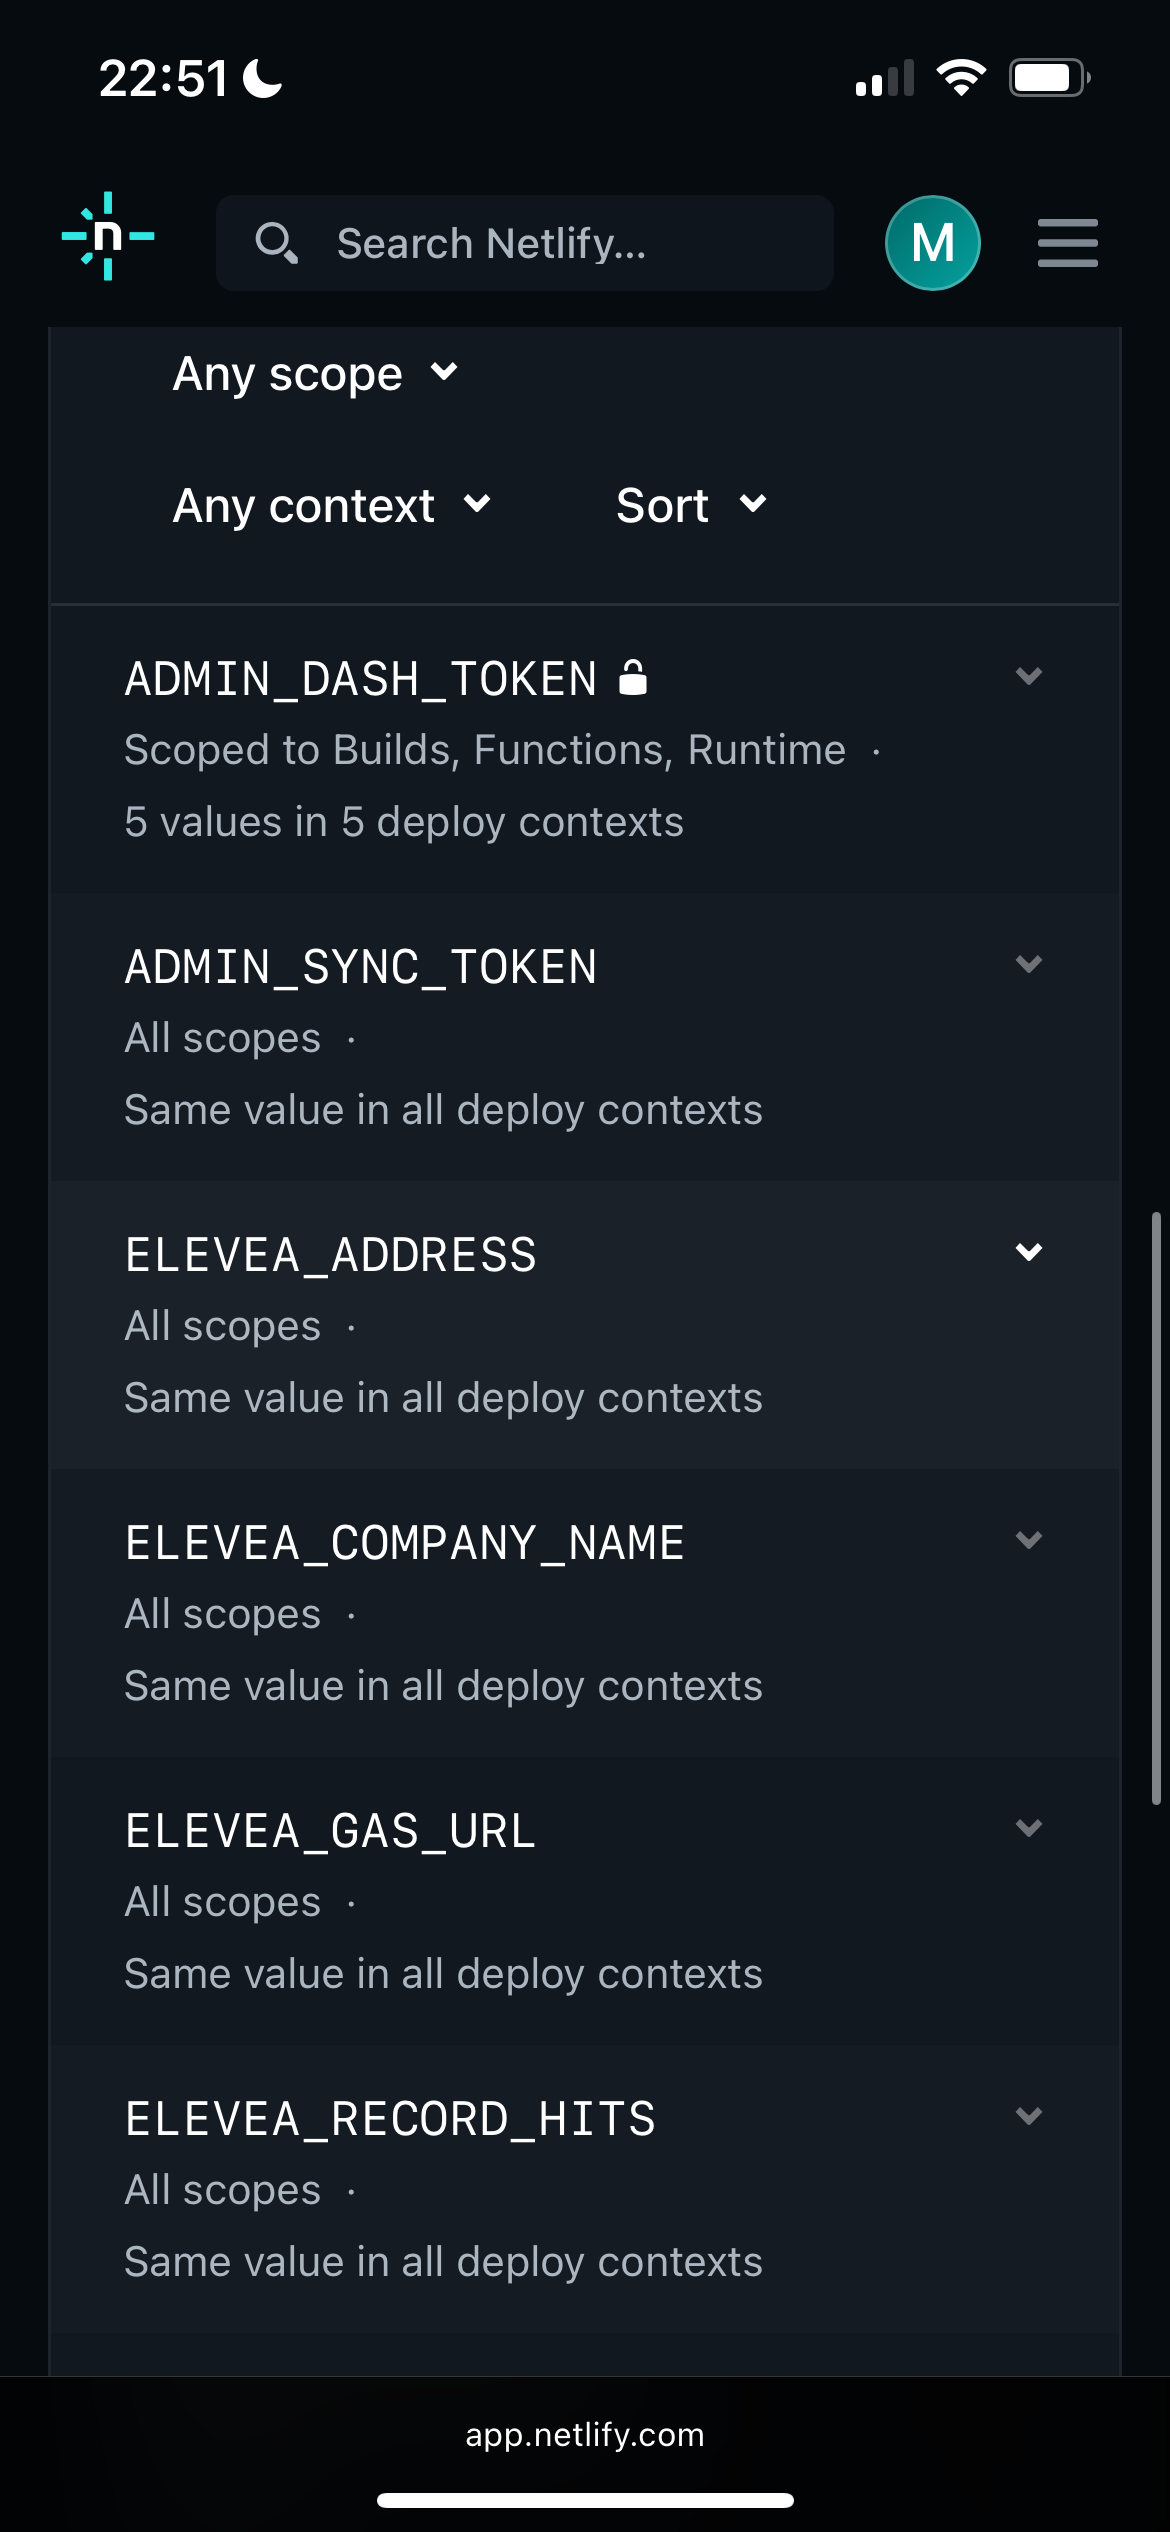 22:51
n
Search Netlify...
M
Any scope
Any context
Sort
ADMIN_DASH_TOKEN
Scoped to Builds, Functions, Runtime ·
5 values in 5 deploy contexts
ADMIN_SYNC_TOKEN
All scopes ·
Same value in all deploy contexts
ELEVEA_ADDRESS
All scopes ·
Same value in all deploy contexts
ELEVEA_COMPANY_NAME
All scopes ·
Same value in all deploy contexts
ELEVEA_GAS_URL
All scopes ·
Same value in all deploy contexts
ELEVEA_RECORD_HITS
All scopes ·
Same value in all deploy contexts
app.netlify.com